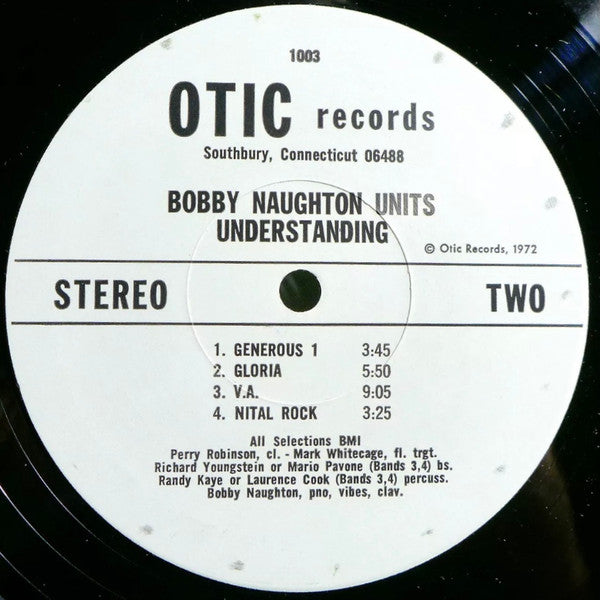 1003
OTIC records
Southbury, Connecticut 06488
BOBBY NAUGHTON UNITS
UNDERSTANDING
© Otic Records, 1972
STEREO TWO
1. GENEROUS 1 3:45
2. GLORIA 5:50
3. V.A. 9:05
4. NITAL ROCK 3:25
All Selections BMI
Perry Robinson, cl. - Mark Whitecage, fl. trgt.
Richard Youngstein or Mario Pavone (Bands 3,4) bs.
Randy Kaye or Laurence Cook (Bands 3,4) percuss.
Bobby Naughton, pno, vibes, clav.